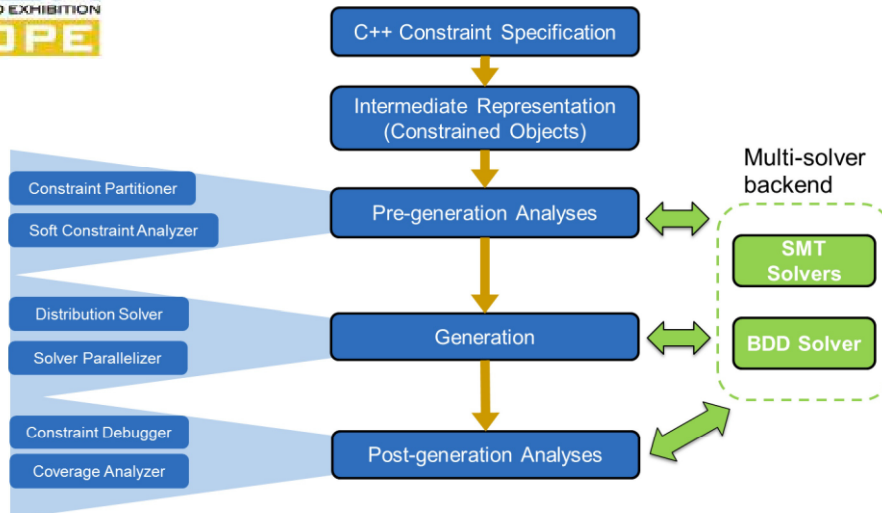 D EXHIBITION
OPE
C++ Constraint Specification
Intermediate Representation
(Constrained Objects)
Multi-solver
backend
Constraint Partitioner
Pre-generation Analyses
Soft Constraint Analyzer
SMT
Solvers
Distribution Solver
Generation
BDD Solver
Solver Parallelizer
Constraint Debugger
Post-generation Analyses
Coverage Analyzer